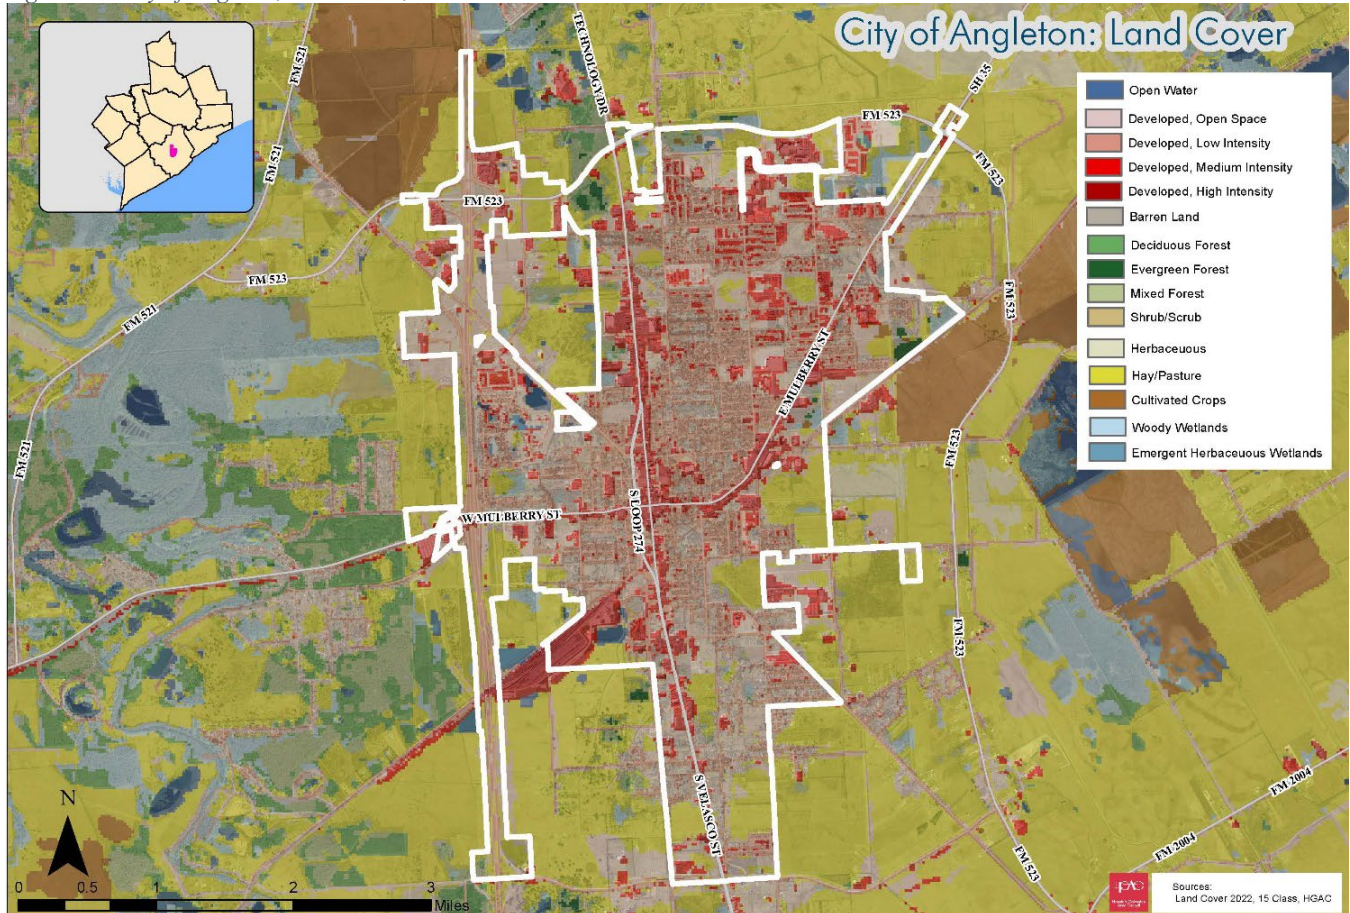 City of Angleton: Land Cover
Open Water
Developed, Open Space
Developed, Low Intensity
Developed, Medium Intensity
Developed, High Intensity
Barren Land
Deciduous Forest
Evergreen Forest
Mixed Forest
Shrub/Scrub
Herbaceuous
Hay/Pasture
Cultivated Crops
Woody Wetlands
Emergent Herbaceuous Wetlands
FM 521
TECHNOLOGY DR
SH 35
FM 521
FM 523
FM 523
FM 523
FM 523
FM 521
FM 523
E MULBERRY ST
FM 521
FM 523
S LOOP 274
W MULBERRY ST
FM 523
FM 2004
S VELASCO ST
FM 523
FM 2004
N
0 0.5 1 2 3
Miles
Sources:
Land Cover 2022, 15 Class, HGAC